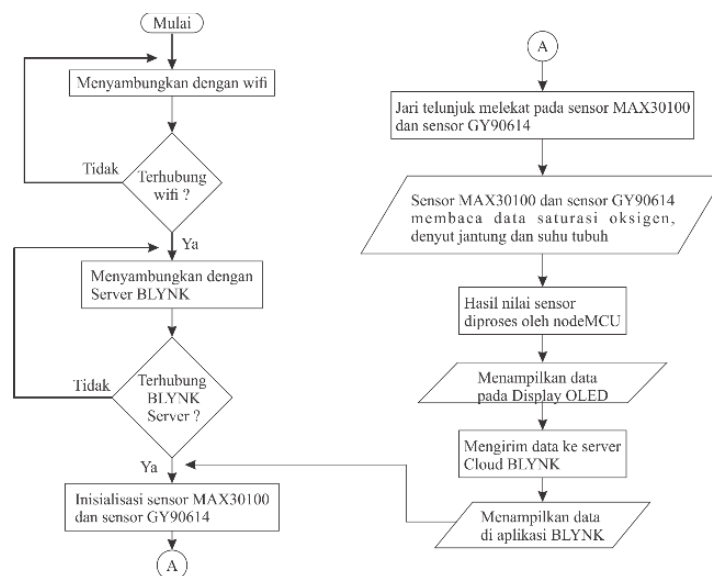 Mulai
Menyambungkan dengan wifi
Terhubung
wifi ?
Tidak
Ya
Menyambungkan dengan
Server BLYNK
Terhubung
BLYNK
Server ?
Tidak
Ya
Inisialisasi sensor MAX30100
dan sensor GY90614
A
A
Jari telunjuk melekat pada sensor MAX30100
dan sensor GY90614
Sensor MAX30100 dan sensor GY90614
membaca data saturasi oksigen,
denyut jantung dan suhu tubuh
Hasil nilai sensor
diproses oleh nodeMCU
Menampilkan data
pada Display OLED
Mengirim data ke server
Cloud BLYNK
Menampilkan data
di aplikasi BLYNK